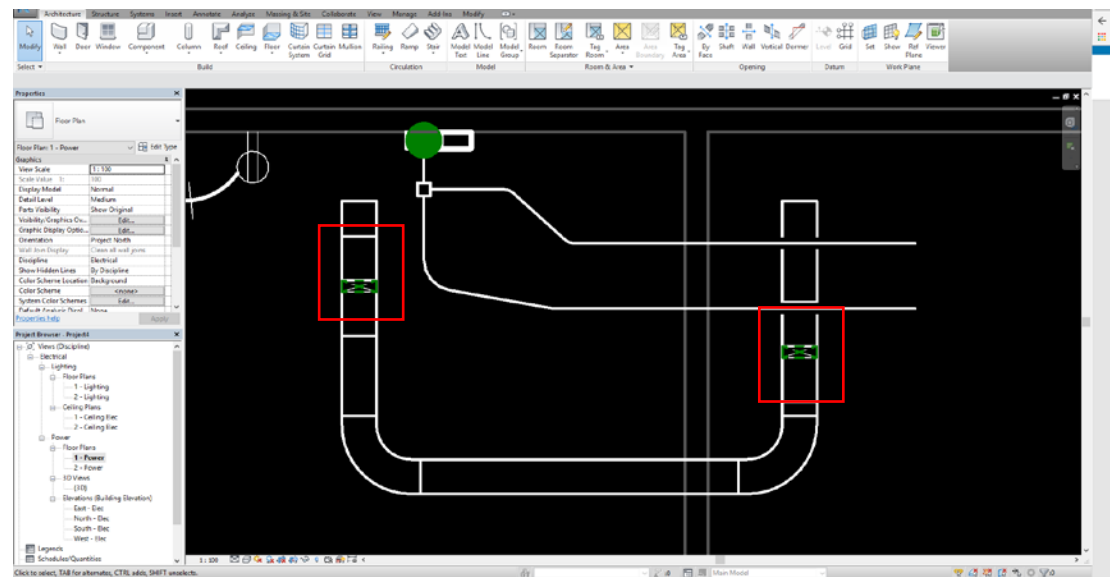 Architecture Structure Systems Insert Annotate Analyze Massing & Site Collaborate View Manage Add-Ins Modify
Modify Wall Door Window Component Column Roof Ceiling Floor Curtain System Curtain Grid Mullion Railing Ramp Stair Model Text Model Line Model Group Room Room Separator Tag Room Area Area Boundary Tag Area By Face Shaft Wall Vertical Dormer Level Grid Set Show Ref Plane Viewer
Select Build Circulation Model Room & Area Opening Datum Work Plane
Properties
Floor Plan
Floor Plan: 1 - Power Edit Type
Graphics
View Scale 1 : 100
Scale Value 1: 100
Display Model Normal
Detail Level Medium
Parts Visibility Show Original
Visibility/Graphics Ov... Edit...
Graphic Display Optio... Edit...
Orientation Project North
Wall Join Display Clean all wall joins
Discipline Electrical
Show Hidden Lines By Discipline
Color Scheme Location Background
Color Scheme <none>
System Color Schemes Edit...
Default Analysis Displ... None
Properties help Apply
Project Browser - Project4
Views (Discipline)
Electrical
Lighting
Floor Plans
1 - Lighting
2 - Lighting
Ceiling Plans
1 - Ceiling Elec
2 - Ceiling Elec
Power
Floor Plans
1 - Power
2 - Power
3D Views
{3D}
Elevations (Building Elevation)
East - Elec
North - Elec
South - Elec
West - Elec
Legends
Schedules/Quantities
1 : 100
Click to select, TAB for alternates, CTRL adds, SHIFT unselects. :0 Main Model :0